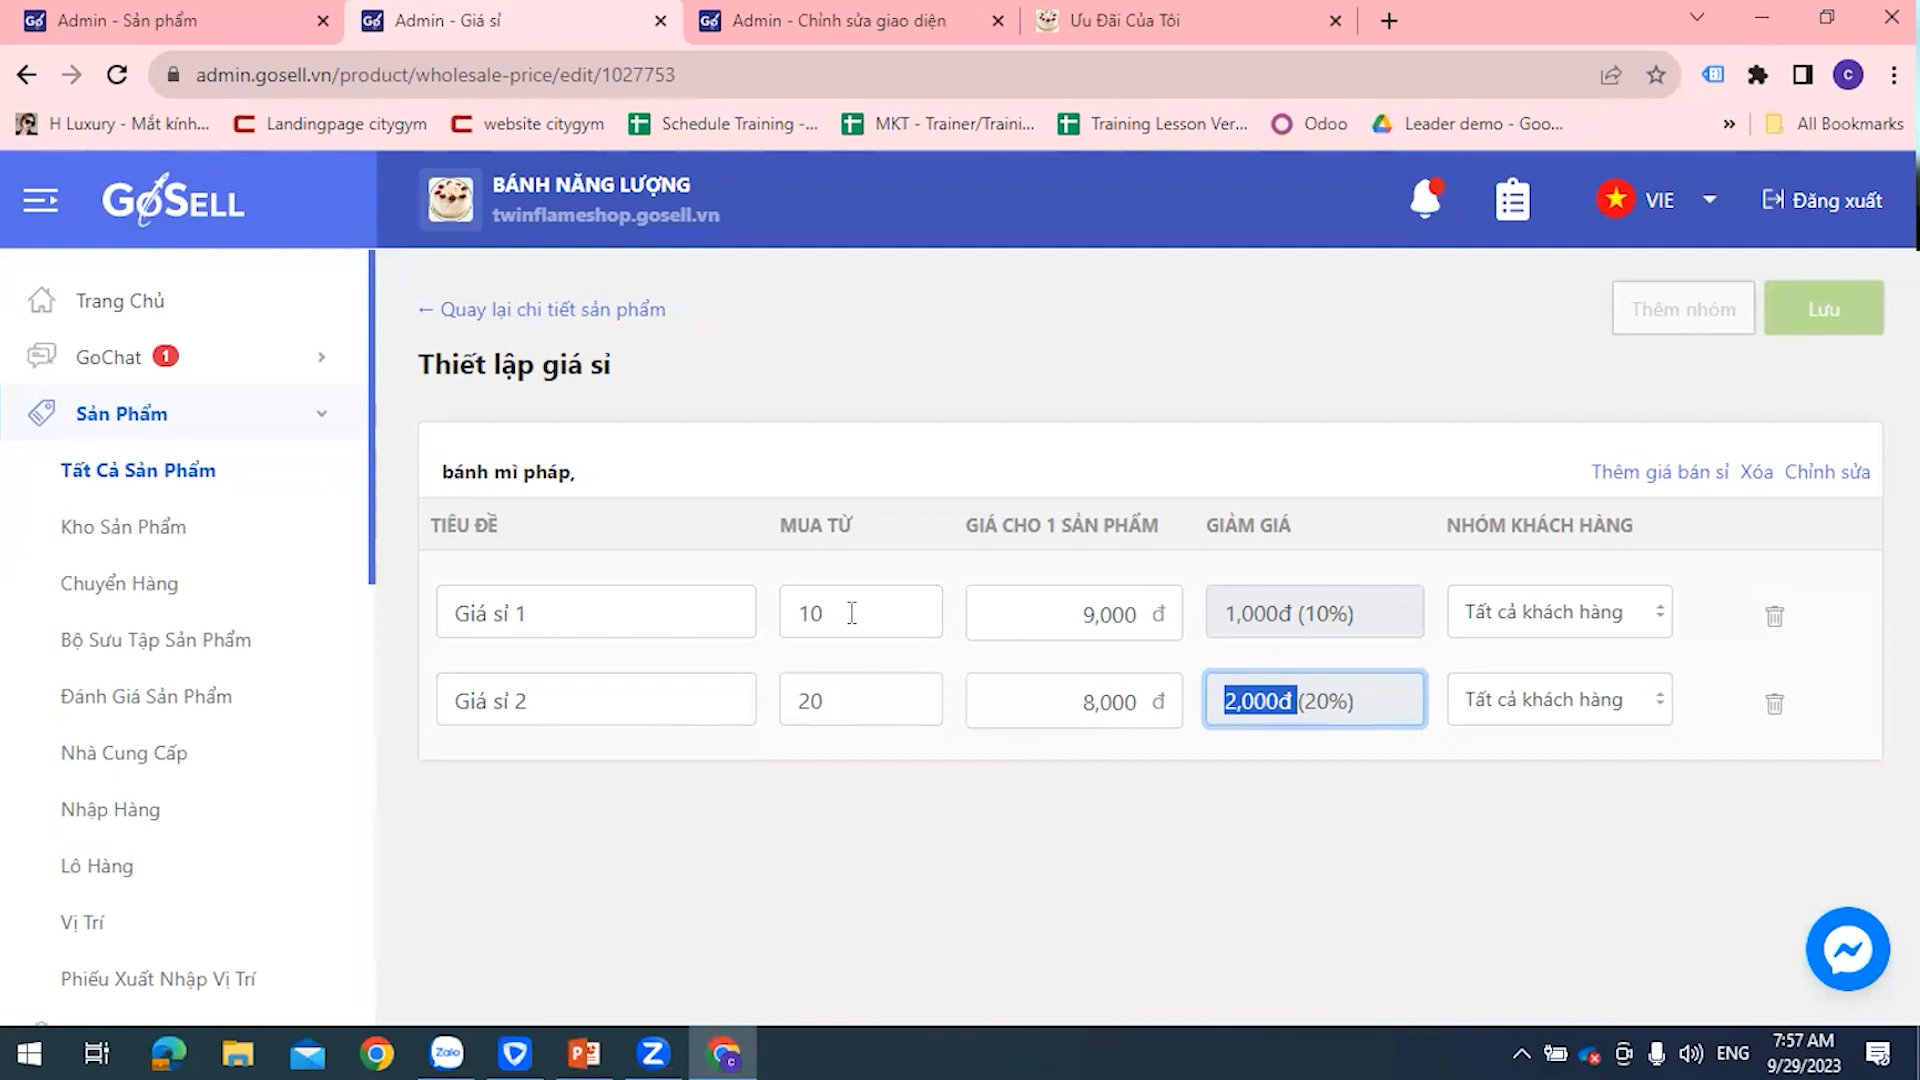 Admin - Sản phẩm
Admin - Giá sỉ
Admin - Chỉnh sửa giao diện
Ưu Đãi Của Tôi
admin.gosell.vn/product/wholesale-price/edit/1027753
C
H Luxury - Mắt kính...
Landingpage citygym
website citygym
Schedule Training -...
MKT - Trainer/Traini...
Training Lesson Ver...
Odoo
Leader demo - Goo...
»
All Bookmarks
GoSELL
BÁNH NĂNG LƯỢNG
twinflameshop.gosell.vn
VIE
Đăng xuất
Trang Chủ
GoChat 1
Sản Phẩm
Tất Cả Sản Phẩm
Kho Sản Phẩm
Chuyển Hàng
Bộ Sưu Tập Sản Phẩm
Đánh Giá Sản Phẩm
Nhà Cung Cấp
Nhập Hàng
Lô Hàng
Vị Trí
Phiếu Xuất Nhập Vị Trí
← Quay lại chi tiết sản phẩm
Thêm nhóm
Lưu
Thiết lập giá sỉ
bánh mì pháp,
Thêm giá bán sỉ Xóa Chỉnh sửa
TIÊU ĐỀ MUA TỪ GIÁ CHO 1 SẢN PHẨM GIẢM GIÁ NHÓM KHÁCH HÀNG
Giá sỉ 1 10 9,000 đ 1,000đ (10%) Tất cả khách hàng
Giá sỉ 2 20 8,000 đ 2,000đ (20%) Tất cả khách hàng
Zalo
ENG
7:57 AM
9/29/2023